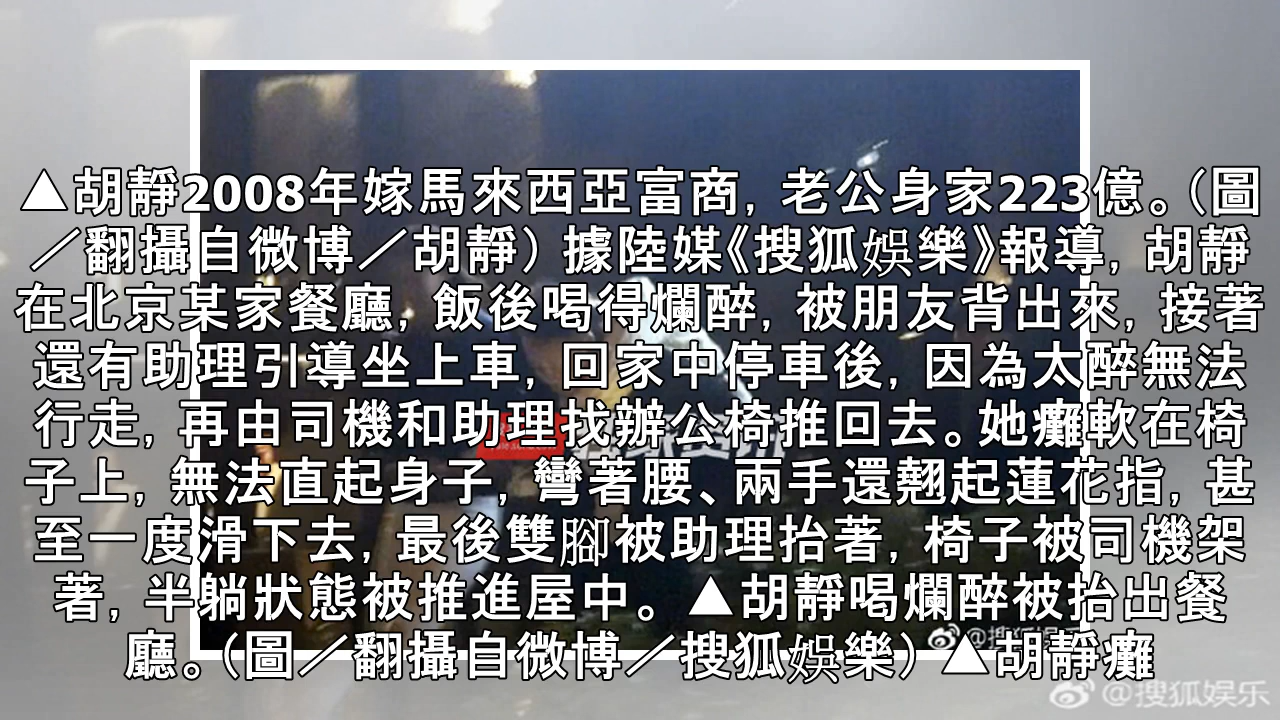 ▲胡靜2008年嫁馬來西亞富商, 老公身家223億。(圖
／翻攝自微博／胡靜) 據陸媒《搜狐娛樂》報導, 胡靜
在北京某家餐廳, 飯後喝得爛醉, 被朋友背出來, 接著
還有助理引導坐上車, 回家中停車後, 因為太醉無法
行走, 再由司機和助理找辦公椅推回去。她癱軟在椅
子上, 無法直起身子, 彎著腰、兩手還翹起蓮花指, 甚
至一度滑下去, 最後雙腳被助理抬著, 椅子被司機架
著, 半躺狀態被推進屋中。 ▲胡靜喝爛醉被抬出餐
廳。(圖／翻攝自微博／搜狐娛樂) ▲胡靜癱
@搜狐娱乐